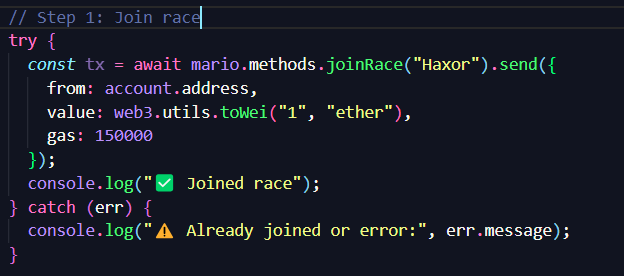 // Step 1: Join race
try {
  const tx = await mario.methods.joinRace("Haxor").send({
    from: account.address,
    value: web3.utils.toWei("1", "ether"),
    gas: 150000
  });
  console.log("✅ Joined race");
} catch (err) {
  console.log("⚠️ Already joined or error:", err.message);
}